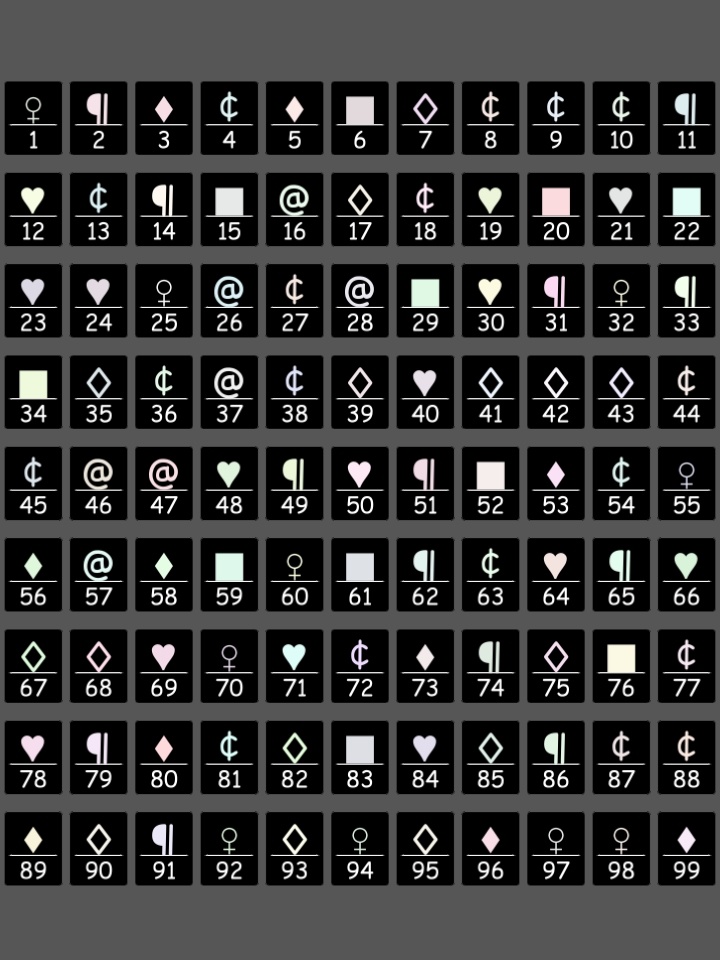 ♀ ¶ ♦ ¢ ♦ ■ ◊ ¢ ¢ ¢ ¶
1 2 3 4 5 6 7 8 9 10 11
♥ ¢ ¶ ■ @ ◊ ¢ ♥ ■ ♥ ■
12 13 14 15 16 17 18 19 20 21 22
♥ ♥ ♀ @ ¢ @ ■ ♥ ¶ ♀ ¶
23 24 25 26 27 28 29 30 31 32 33
■ ◊ ¢ @ ¢ ◊ ♥ ◊ ◊ ◊ ¢
34 35 36 37 38 39 40 41 42 43 44
¢ @ @ ♥ ¶ ♥ ¶ ■ ♦ ¢ ♀
45 46 47 48 49 50 51 52 53 54 55
♦ @ ♦ ■ ♀ ■ ¶ ¢ ♥ ¶ ♥
56 57 58 59 60 61 62 63 64 65 66
◊ ◊ ♥ ♀ ♥ ¢ ♦ ¶ ◊ ■ ¢
67 68 69 70 71 72 73 74 75 76 77
♥ ¶ ♦ ¢ ◊ ■ ♥ ◊ ¶ ¢ ¢
78 79 80 81 82 83 84 85 86 87 88
♦ ◊ ¶ ♀ ◊ ♀ ◊ ♦ ♀ ♀ ♦
89 90 91 92 93 94 95 96 97 98 99